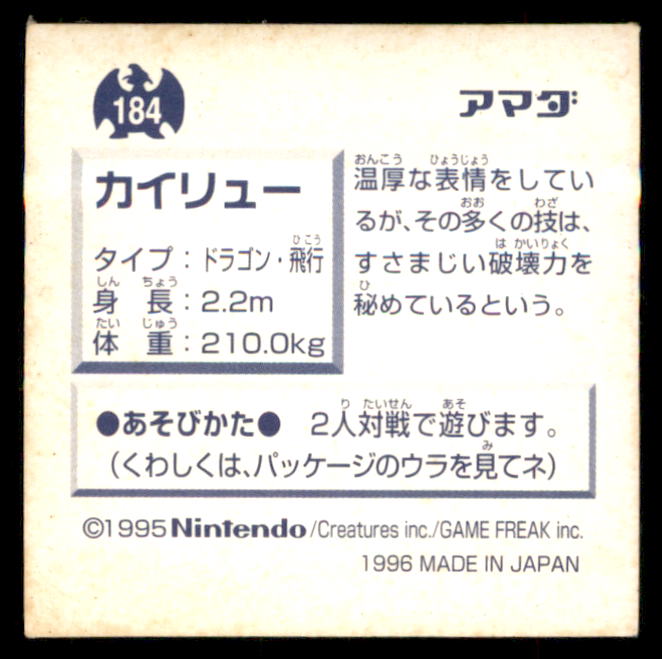 184
アマダ
カイリュー
タイプ：ドラゴン・飛行
身長：2.2m
体重：210.0kg
温厚な表情をしてい
るが、その多くの技は、
すさまじい破壊力を
秘めているという。
●あそびかた● 2人対戦で遊びます。
（くわしくは、パッケージのウラを見てネ）
©1995 Nintendo/Creatures inc./GAME FREAK inc.
1996 MADE IN JAPAN